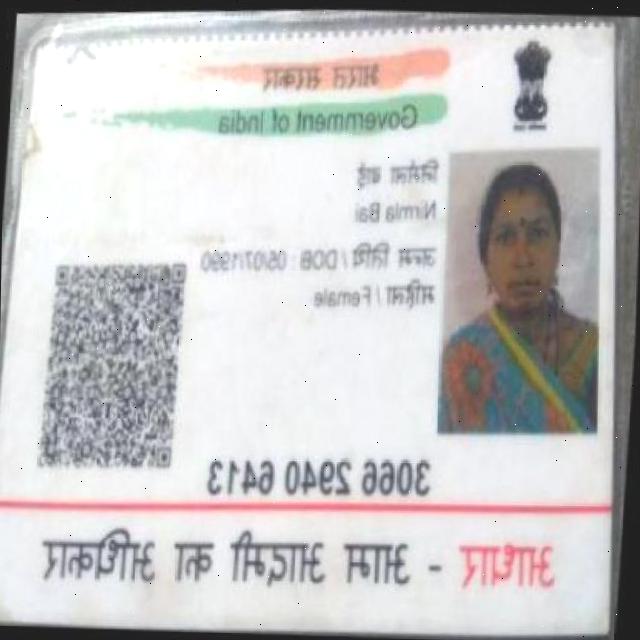 भारत सरकार
Government of India
निर्मला बाई
Nirmla Bai
जन्म तिथि / DOB : 05/07/1990
महिला / Female
3066 2940 6413
आधार - आम आदमी का अधिकार